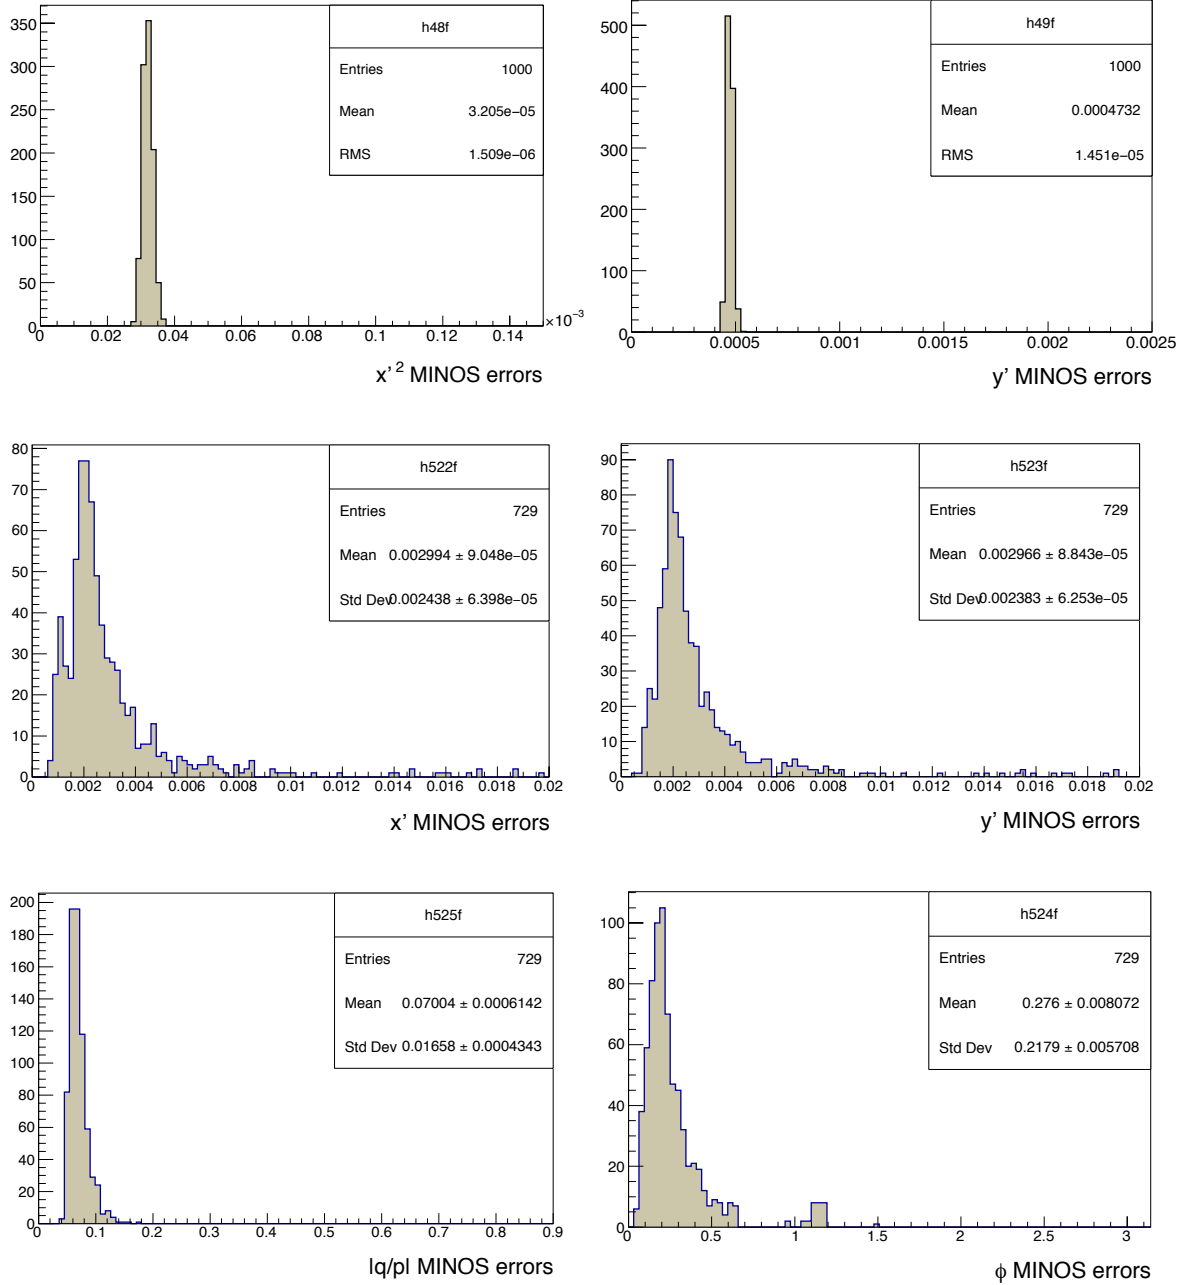 h48f
Entries 1000
Mean 3.205e−05
RMS 1.509e−06
350
300
250
200
150
100
50
0
0 0.02 0.04 0.06 0.08 0.1 0.12 0.14
×10⁻³
x'² MINOS errors
h49f
Entries 1000
Mean 0.0004732
RMS 1.451e−05
500
400
300
200
100
0
0 0.0005 0.001 0.0015 0.002 0.0025
y' MINOS errors
h522f
Entries 729
Mean 0.002994 ± 9.048e−05
Std Dev 0.002438 ± 6.398e−05
80
70
60
50
40
30
20
10
0
0 0.002 0.004 0.006 0.008 0.01 0.012 0.014 0.016 0.018 0.02
x' MINOS errors
h523f
Entries 729
Mean 0.002966 ± 8.843e−05
Std Dev 0.002383 ± 6.253e−05
90
80
70
60
50
40
30
20
10
0
0 0.002 0.004 0.006 0.008 0.01 0.012 0.014 0.016 0.018 0.02
y' MINOS errors
h525f
Entries 729
Mean 0.07004 ± 0.0006142
Std Dev 0.01658 ± 0.0004343
200
180
160
140
120
100
80
60
40
20
0
0 0.1 0.2 0.3 0.4 0.5 0.6 0.7 0.8 0.9
|q/p| MINOS errors
h524f
Entries 729
Mean 0.276 ± 0.008072
Std Dev 0.2179 ± 0.005708
100
80
60
40
20
0
0 0.5 1 1.5 2 2.5 3
ϕ MINOS errors